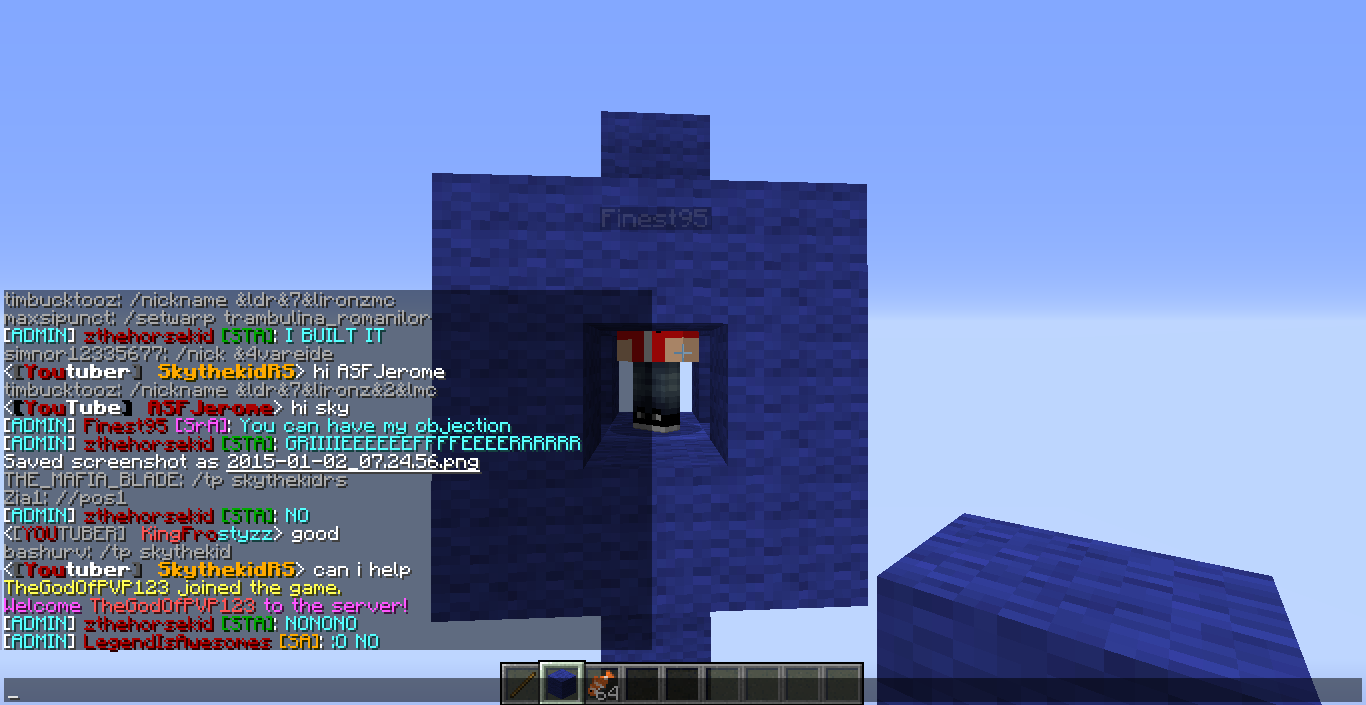 Finest95
timbucktooz: /nickname &ldr&7&lironzmc
maxsipunct: /setwarp trambulina_romanilor
[ADMIN] zthehorsekid [STA]: I BUILT IT
simnor12335677: /nick &4vareide
<[Youtuber] SkythekidRS> hi ASFJerome
timbucktooz: /nickname &ldr&7&lironz&2&lmc
<[YouTube] ASFJerome> hi sky
[ADMIN] Finest95 [SrA]: You can have my objection
[ADMIN] zthehorsekid [STA]: GRIIIIEEEEEEFFFFEEEERRRRRR
Saved screenshot as 2015-01-02_07.24.56.png
THE_MAFIA_BLADE: /tp skythekidrs
Zia1: //pos1
[ADMIN] zthehorsekid [STA]: NO
<[YOUTUBER] KingFrostyzz> good
bashurv: /tp skythekid
<[Youtuber] SkythekidRS> can i help
TheGodOfPVP123 joined the game.
Welcome TheGodOfPVP123 to the server!
[ADMIN] zthehorsekid [STA]: NONONO
[ADMIN] LegendIsAwesomes [SA]: :O NO
64
_